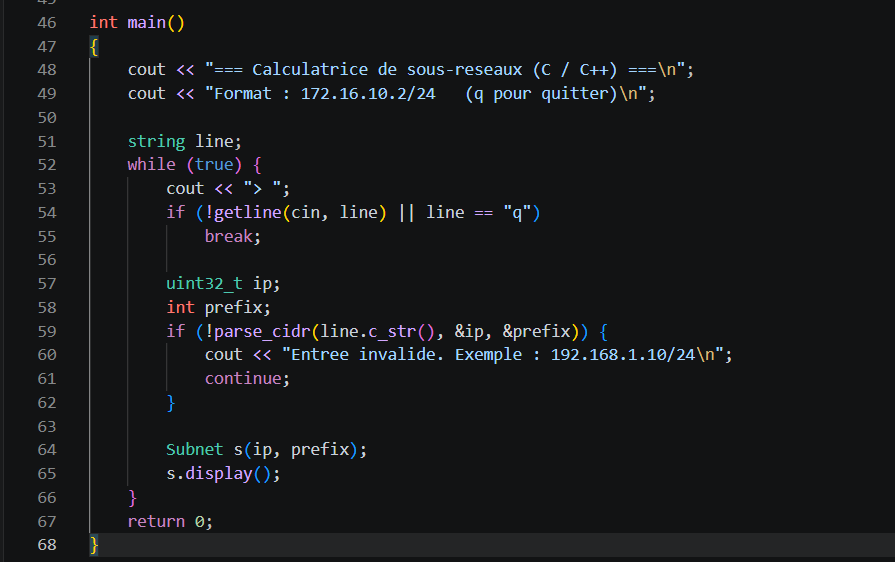 46 int main()
47 {
48     cout << "=== Calculatrice de sous-reseaux (C / C++) ===\n";
49     cout << "Format : 172.16.10.2/24   (q pour quitter)\n";
50
51     string line;
52     while (true) {
53         cout << "> ";
54         if (!getline(cin, line) || line == "q")
55             break;
56
57         uint32_t ip;
58         int prefix;
59         if (!parse_cidr(line.c_str(), &ip, &prefix)) {
60             cout << "Entree invalide. Exemple : 192.168.1.10/24\n";
61             continue;
62         }
63
64         Subnet s(ip, prefix);
65         s.display();
66     }
67     return 0;
68 }